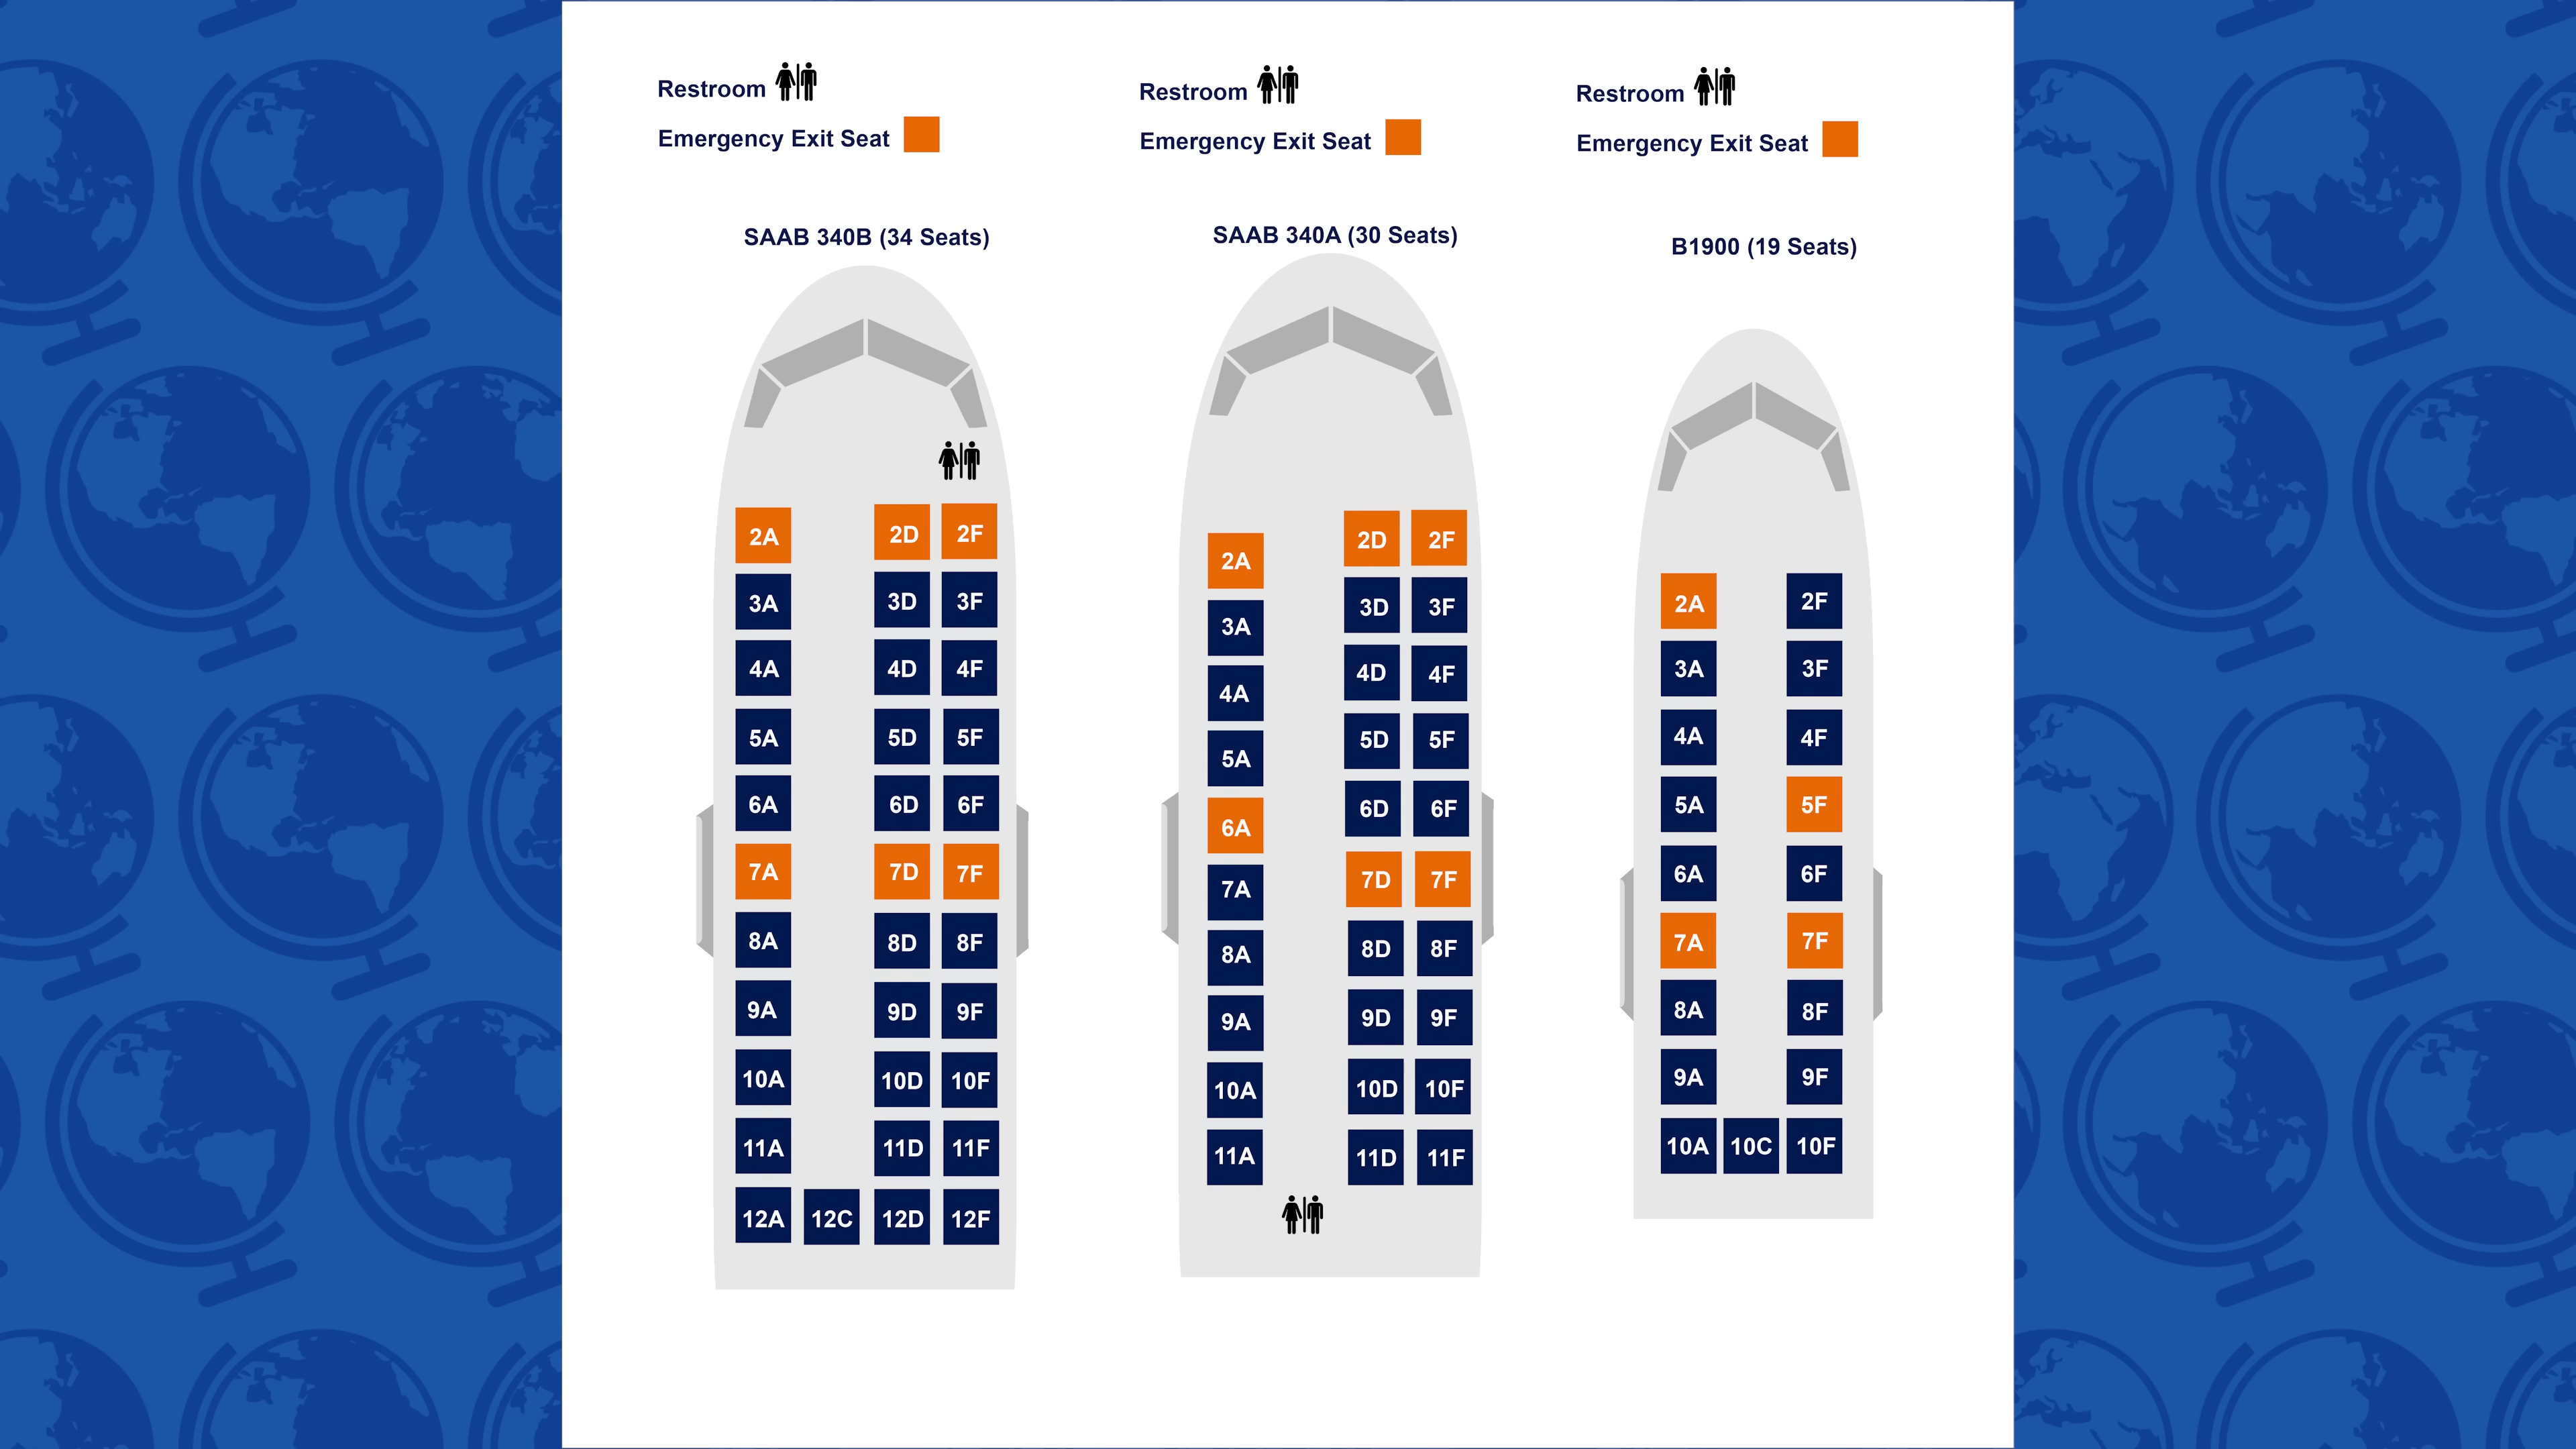 Restroom
Emergency Exit Seat
SAAB 340B (34 Seats)
2A 2D 2F
3A 3D 3F
4A 4D 4F
5A 5D 5F
6A 6D 6F
7A 7D 7F
8A 8D 8F
9A 9D 9F
10A 10D 10F
11A 11D 11F
12A 12C 12D 12F
Restroom
Emergency Exit Seat
SAAB 340A (30 Seats)
2A 2D 2F
3A 3D 3F
4A 4D 4F
5A 5D 5F
6A 6D 6F
7A 7D 7F
8A 8D 8F
9A 9D 9F
10A 10D 10F
11A 11D 11F
Restroom
Emergency Exit Seat
B1900 (19 Seats)
2A 2F
3A 3F
4A 4F
5A 5F
6A 6F
7A 7F
8A 8F
9A 9F
10A 10C 10F